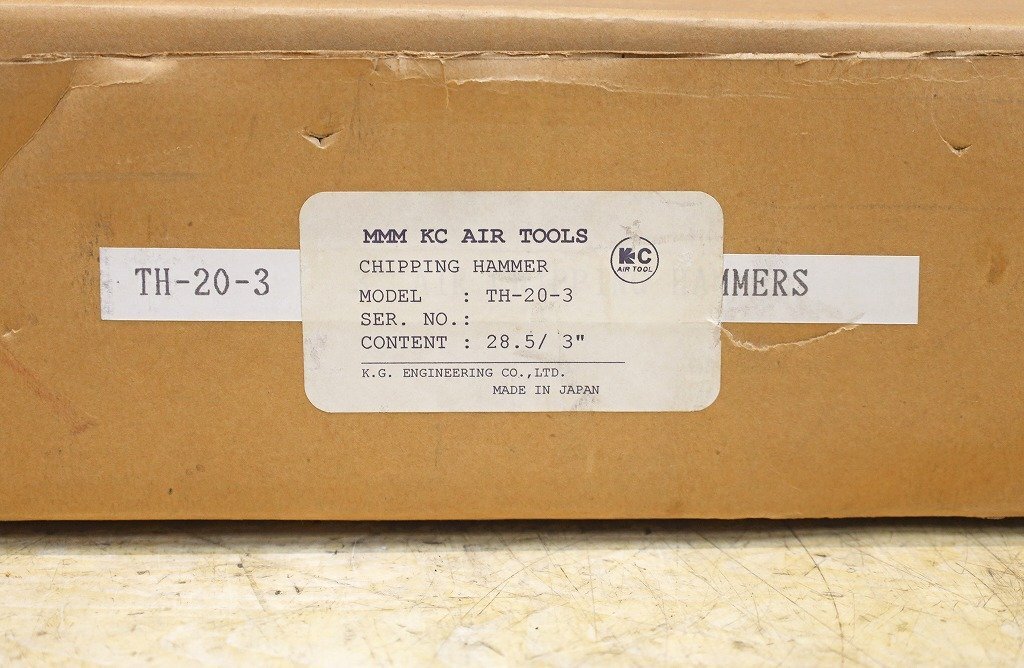 MMM KC AIR TOOLS
CHIPPING HAMMER
MODEL : TH-20-3
SER. NO.:
CONTENT : 28.5/ 3"
K.G. ENGINEERING CO.,LTD.
MADE IN JAPAN
KC
AIR TOOL
TH-20-3
MMERS